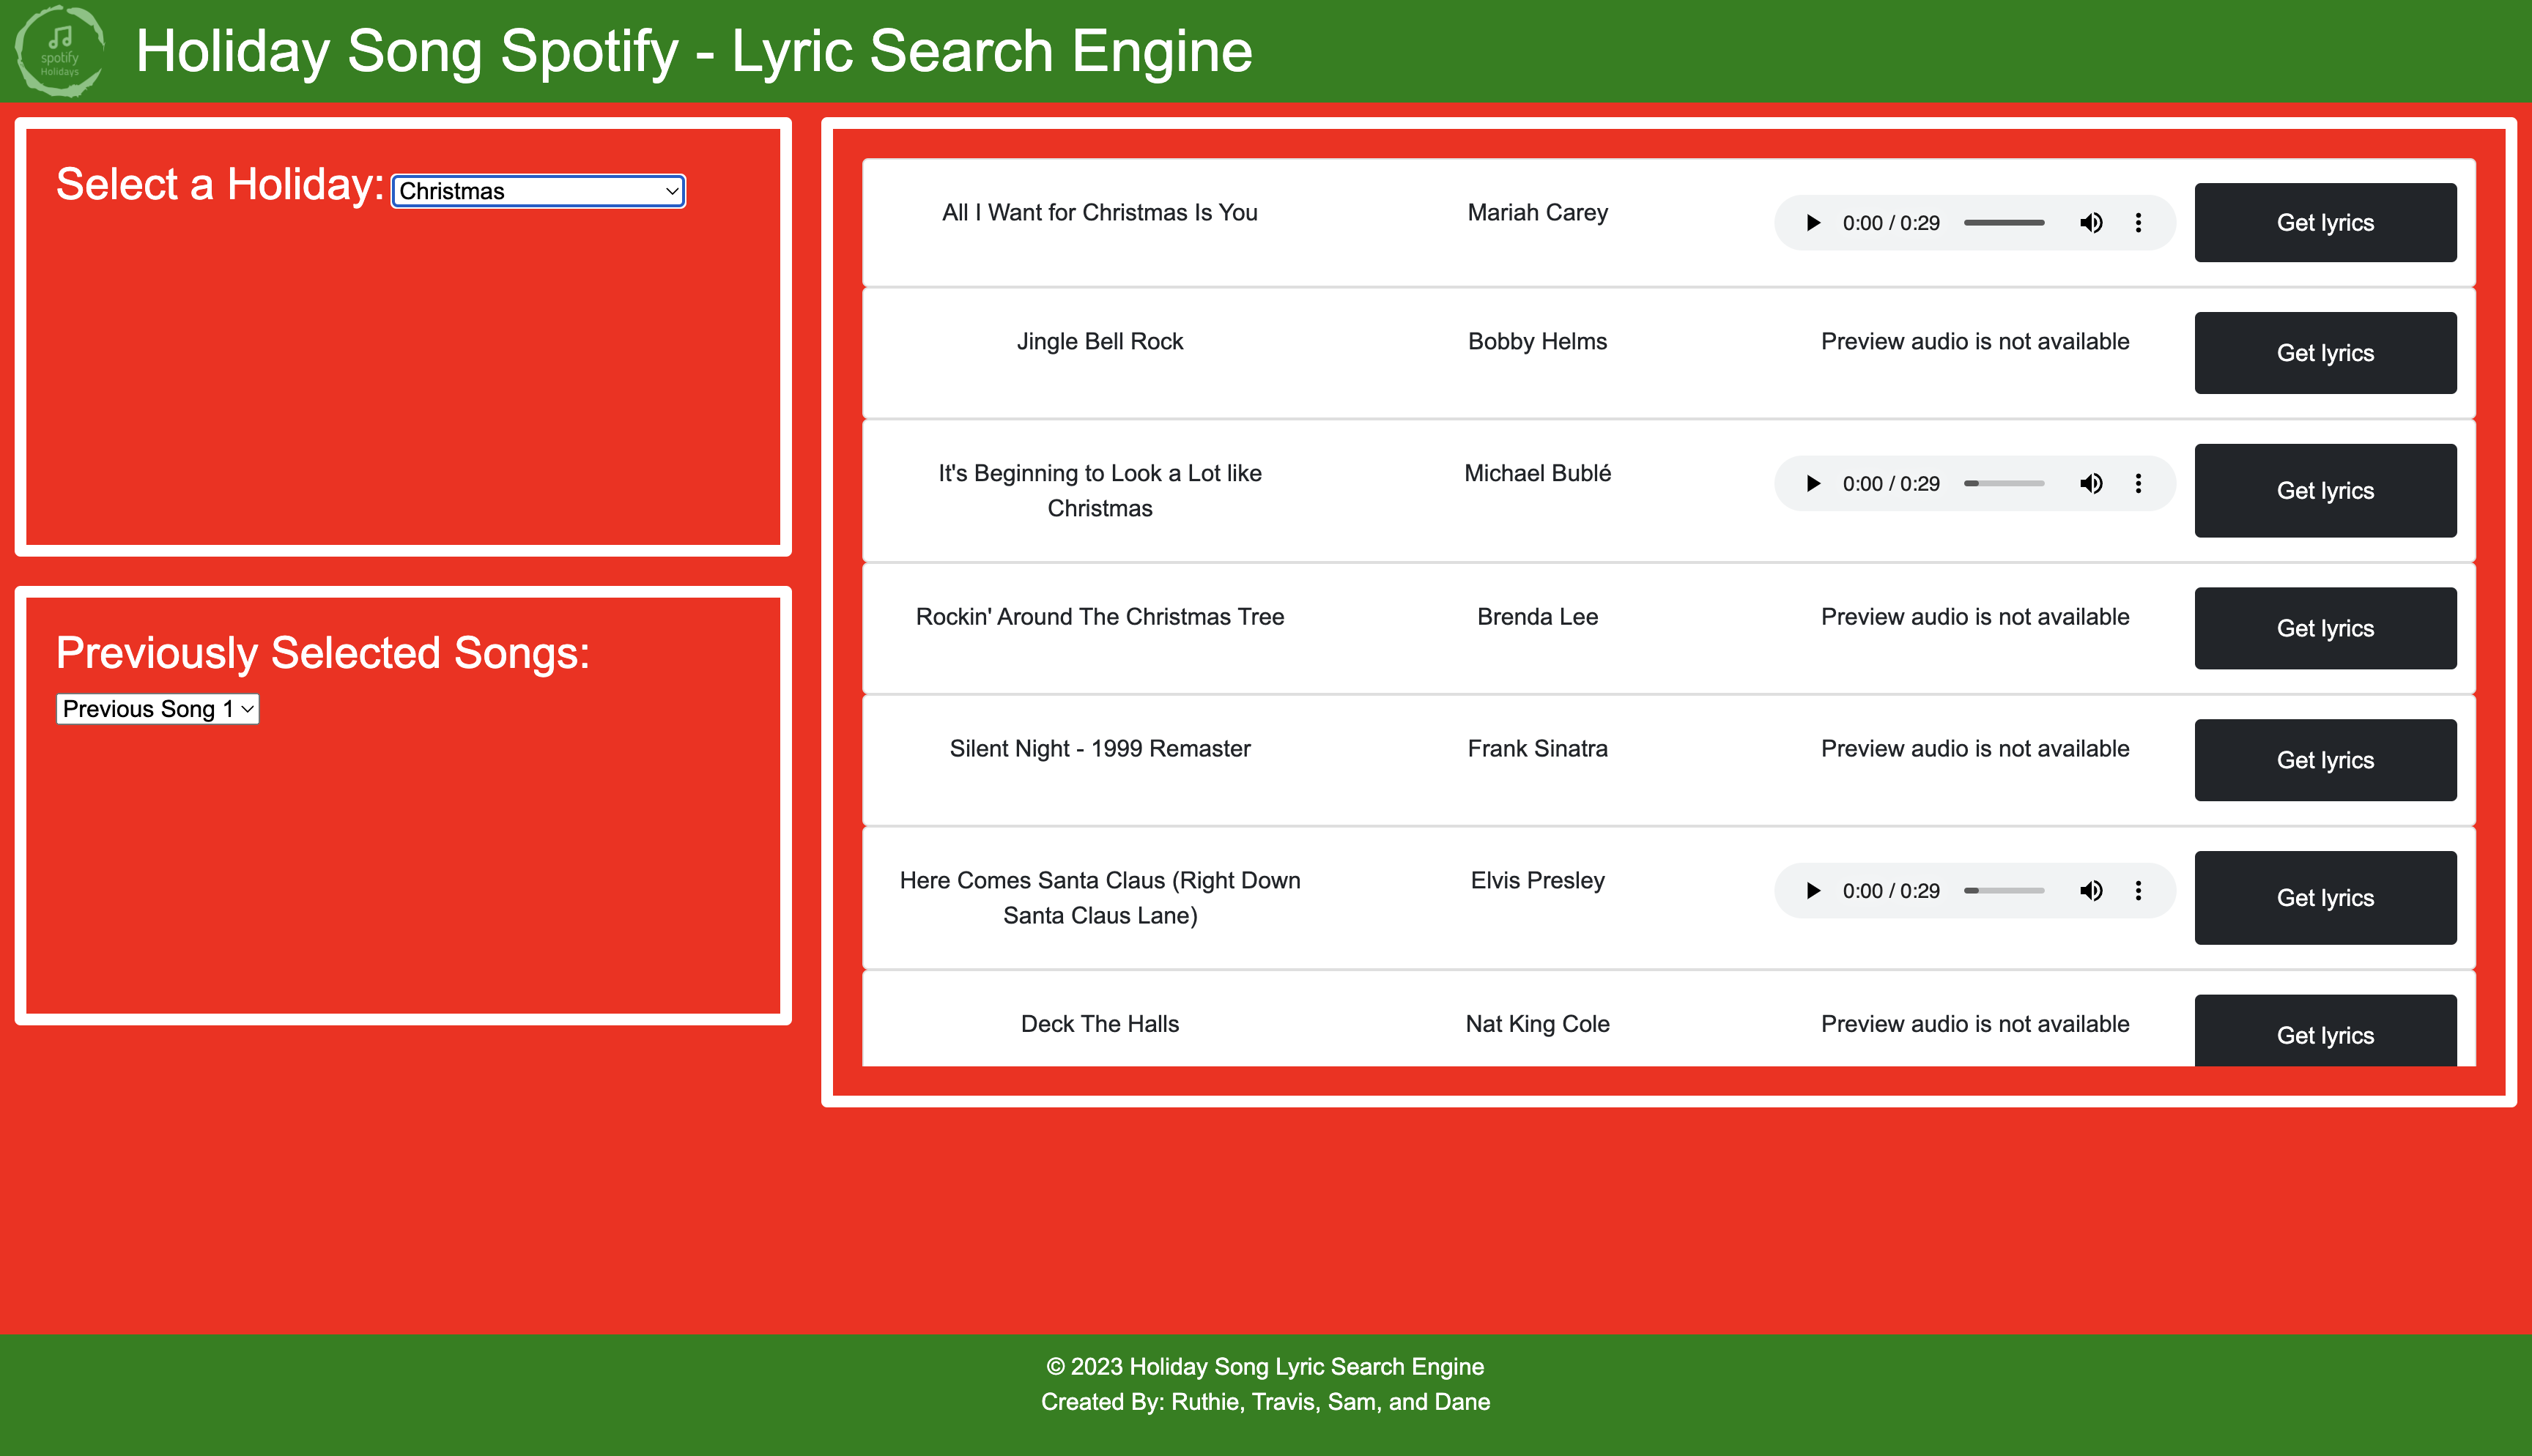 spotify
Holidays
Holiday Song Spotify - Lyric Search Engine
Select a Holiday: Christmas
Previously Selected Songs:
Previous Song 1
All I Want for Christmas Is You Mariah Carey 0:00 / 0:29 Get lyrics
Jingle Bell Rock Bobby Helms Preview audio is not available Get lyrics
It's Beginning to Look a Lot like Michael Bublé 0:00 / 0:29 Get lyrics
Christmas
Rockin' Around The Christmas Tree Brenda Lee Preview audio is not available Get lyrics
Silent Night - 1999 Remaster Frank Sinatra Preview audio is not available Get lyrics
Here Comes Santa Claus (Right Down Elvis Presley 0:00 / 0:29 Get lyrics
Santa Claus Lane)
Deck The Halls Nat King Cole Preview audio is not available Get lyrics
© 2023 Holiday Song Lyric Search Engine
Created By: Ruthie, Travis, Sam, and Dane